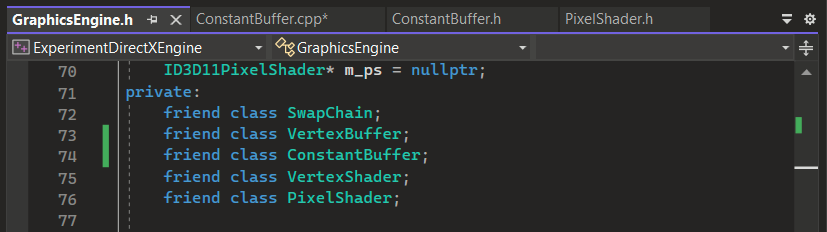 GraphicsEngine.h ConstantBuffer.cpp* ConstantBuffer.h PixelShader.h
ExperimentDirectXEngine GraphicsEngine
70 ID3D11PixelShader* m_ps = nullptr;
71 private:
72 friend class SwapChain;
73 friend class VertexBuffer;
74 friend class ConstantBuffer;
75 friend class VertexShader;
76 friend class PixelShader;
77